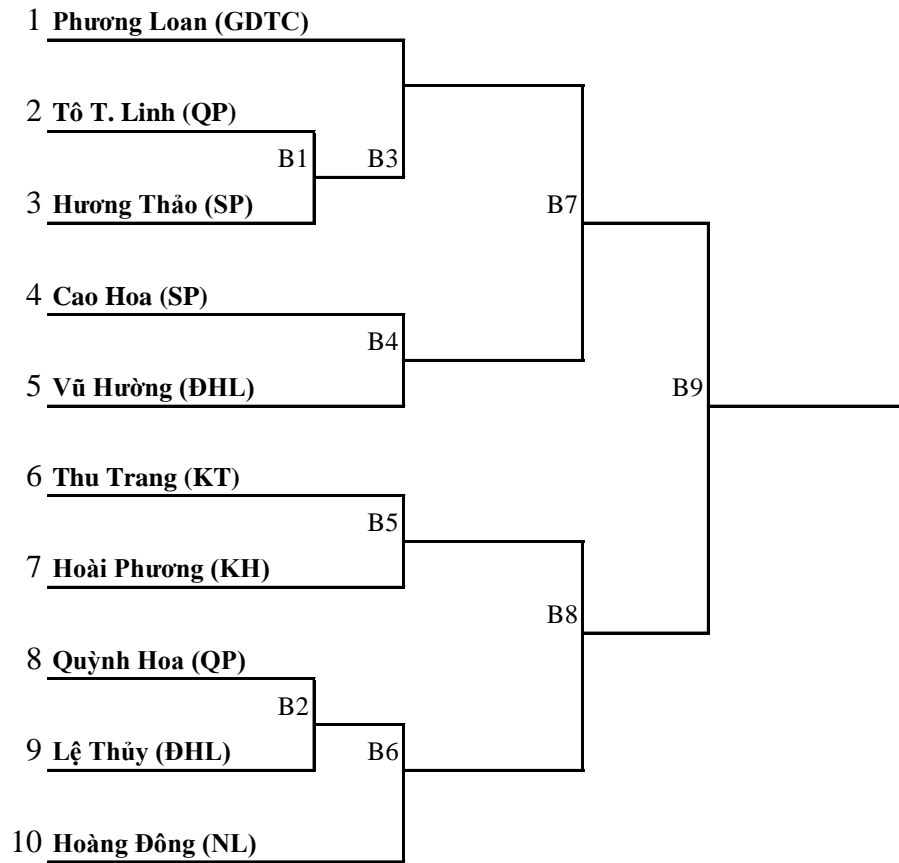 1 Phương Loan (GDTC)
2 Tô T. Linh (QP)
B1 B3
3 Hương Thảo (SP)
B7
4 Cao Hoa (SP)
B4
5 Vũ Hường (ĐHL)
B9
6 Thu Trang (KT)
B5
7 Hoài Phương (KH)
B8
8 Quỳnh Hoa (QP)
B2
9 Lệ Thủy (ĐHL)
B6
10 Hoàng Đông (NL)